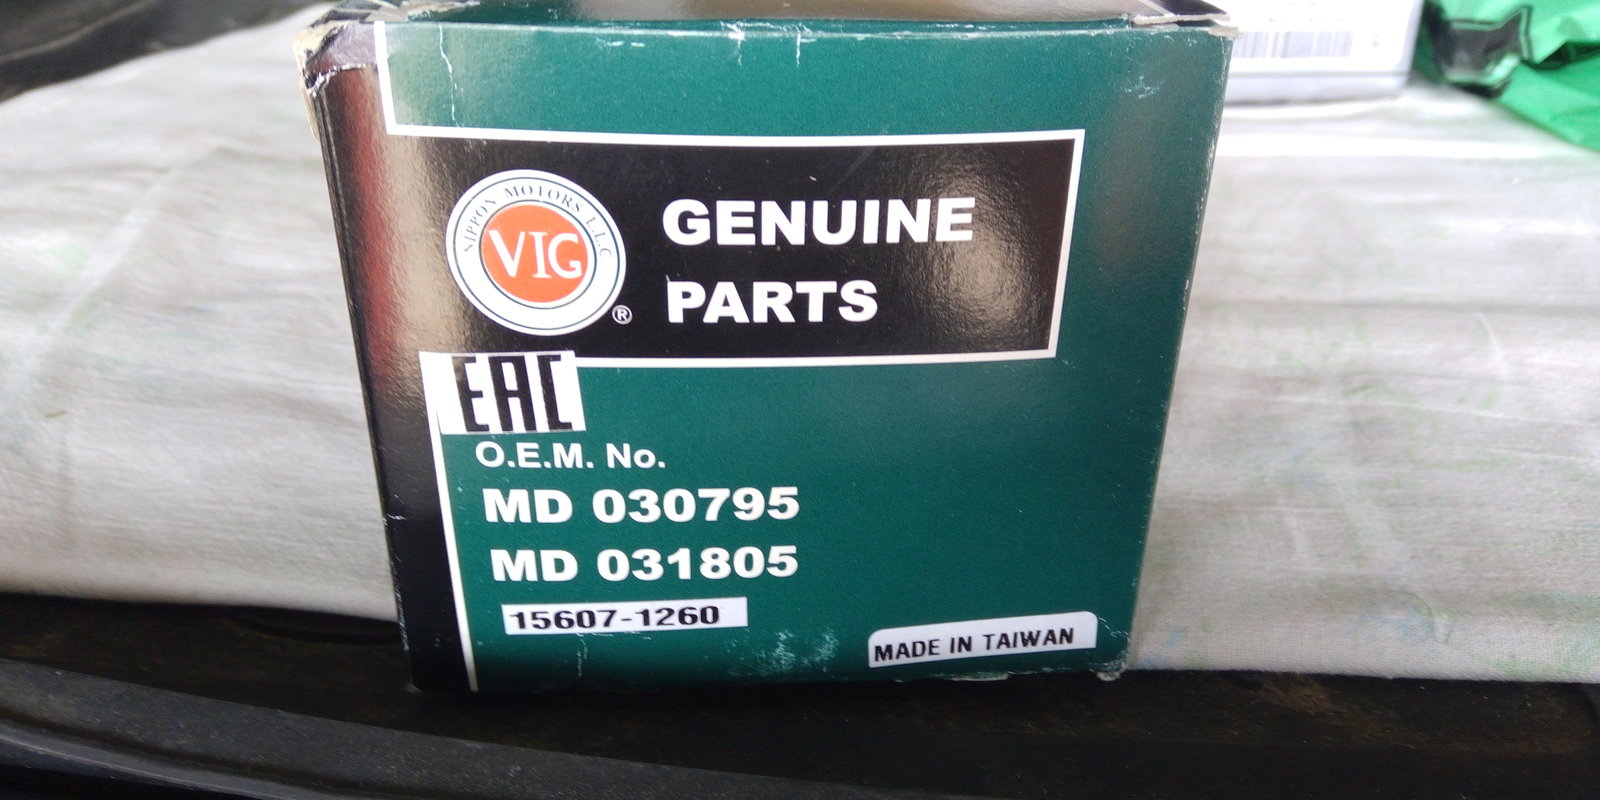 NIPPON MOTORS L.L.C
VIG
®
GENUINE
PARTS
EAC
O.E.M. No.
MD 030795
MD 031805
15607-1260
MADE IN TAIWAN